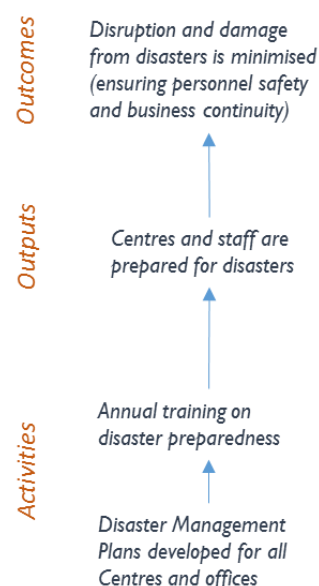 Outcomes
Disruption and damage
from disasters is minimised
(ensuring personnel safety
and business continuity)
Outputs
Centres and staff are
prepared for disasters
Activities
Annual training on
disaster preparedness
Disaster Management
Plans developed for all
Centres and offices